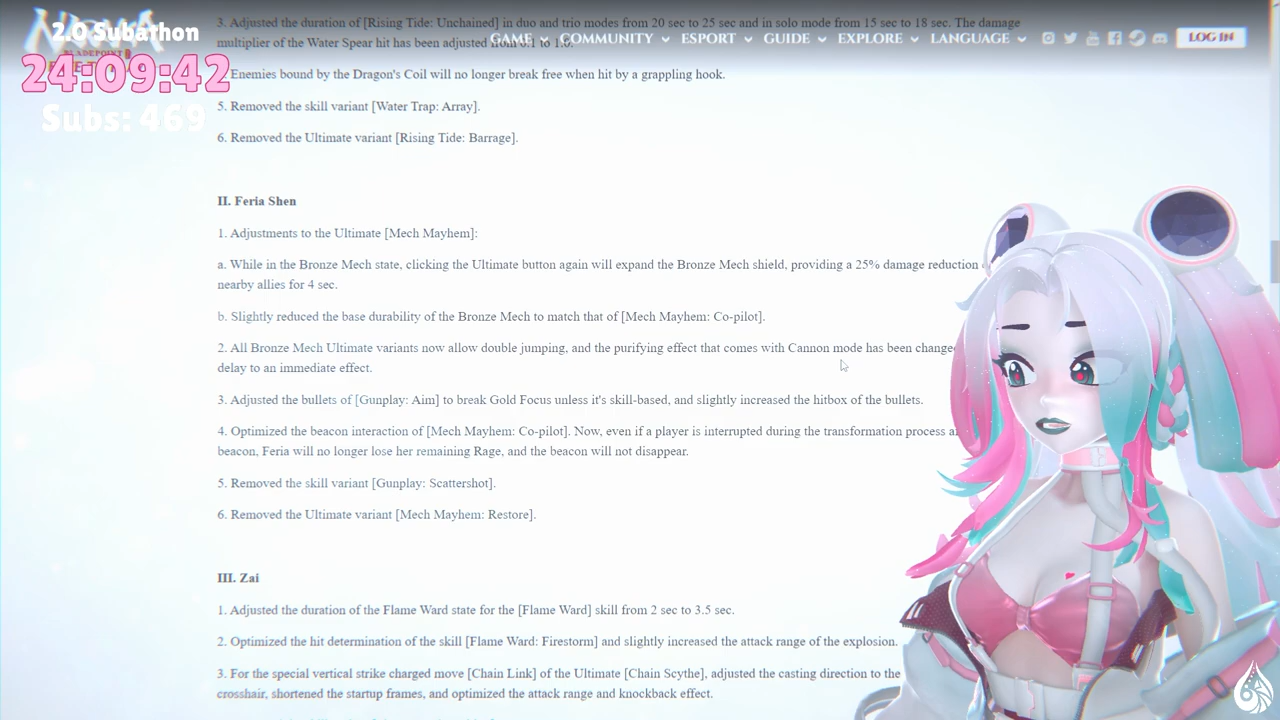 3. Adjusted the duration of [Rising Tide: Unchained] in duo and trio modes from 20 sec to 25 sec and in solo mode from 15 sec to 18 sec. The damage
2.0 Subathon
multiplier of the Water Spear hit has been adjusted from 0.1 to 1.0.
GAME COMMUNITY ESPORT GUIDE EXPLORE LANGUAGE LOG IN
24:09:42
Enemies bound by the Dragon's Coil will no longer break free when hit by a grappling hook.
Subs: 469
5. Removed the skill variant [Water Trap: Array].
6. Removed the Ultimate variant [Rising Tide: Barrage].
II. Feria Shen
1. Adjustments to the Ultimate [Mech Mayhem]:
a. While in the Bronze Mech state, clicking the Ultimate button again will expand the Bronze Mech shield, providing a 25% damage reduction
nearby allies for 4 sec.
b. Slightly reduced the base durability of the Bronze Mech to match that of [Mech Mayhem: Co-pilot].
2. All Bronze Mech Ultimate variants now allow double jumping, and the purifying effect that comes with Cannon mode has been change
delay to an immediate effect.
3. Adjusted the bullets of [Gunplay: Aim] to break Gold Focus unless it's skill-based, and slightly increased the hitbox of the bullets.
4. Optimized the beacon interaction of [Mech Mayhem: Co-pilot]. Now, even if a player is interrupted during the transformation process
beacon, Feria will no longer lose her remaining Rage, and the beacon will not disappear.
5. Removed the skill variant [Gunplay: Scattershot].
6. Removed the Ultimate variant [Mech Mayhem: Restore].
III. Zai
1. Adjusted the duration of the Flame Ward state for the [Flame Ward] skill from 2 sec to 3.5 sec.
2. Optimized the hit determination of the skill [Flame Ward: Firestorm] and slightly increased the attack range of the explosion.
3. For the special vertical strike charged move [Chain Link] of the Ultimate [Chain Scythe], adjusted the casting direction to the
crosshair, shortened the startup frames, and optimized the attack range and knockback effect.